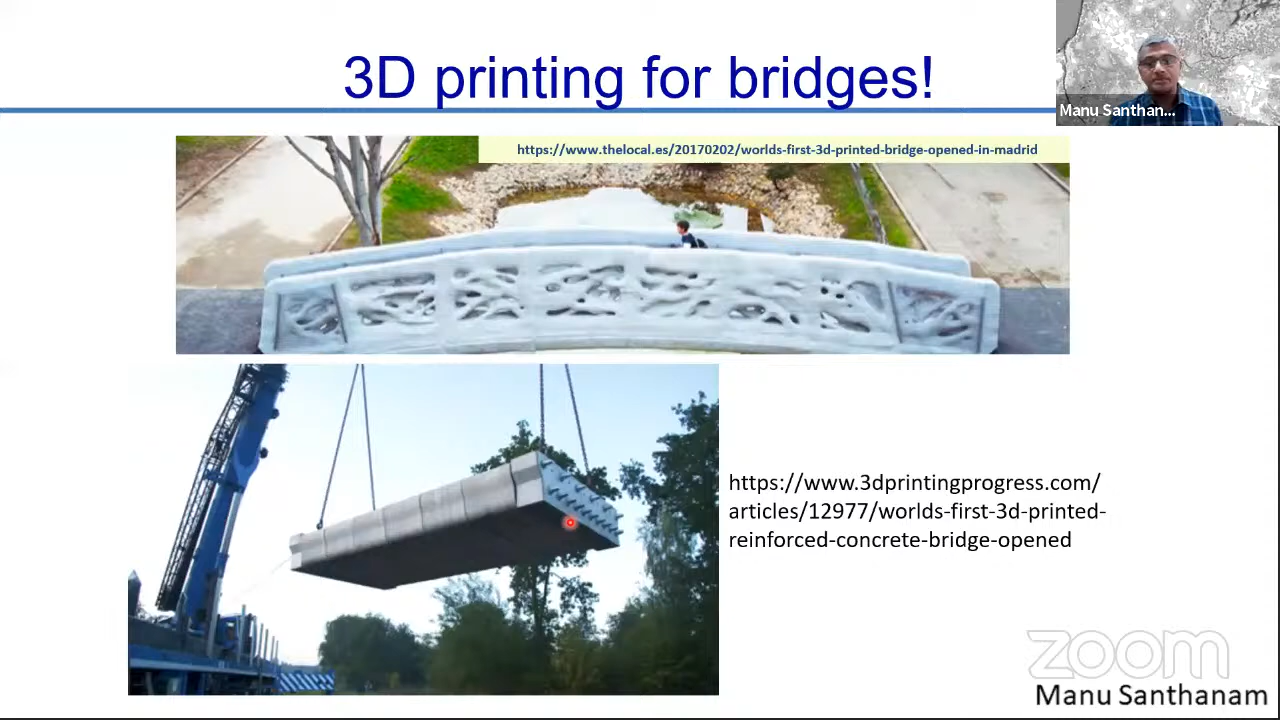 3D printing for bridges!
Manu Santhan...
https://www.thelocal.es/20170202/worlds-first-3d-printed-bridge-opened-in-madrid
https://www.3dprintingprogress.com/
articles/12977/worlds-first-3d-printed-
reinforced-concrete-bridge-opened
zoom
Manu Santhanam